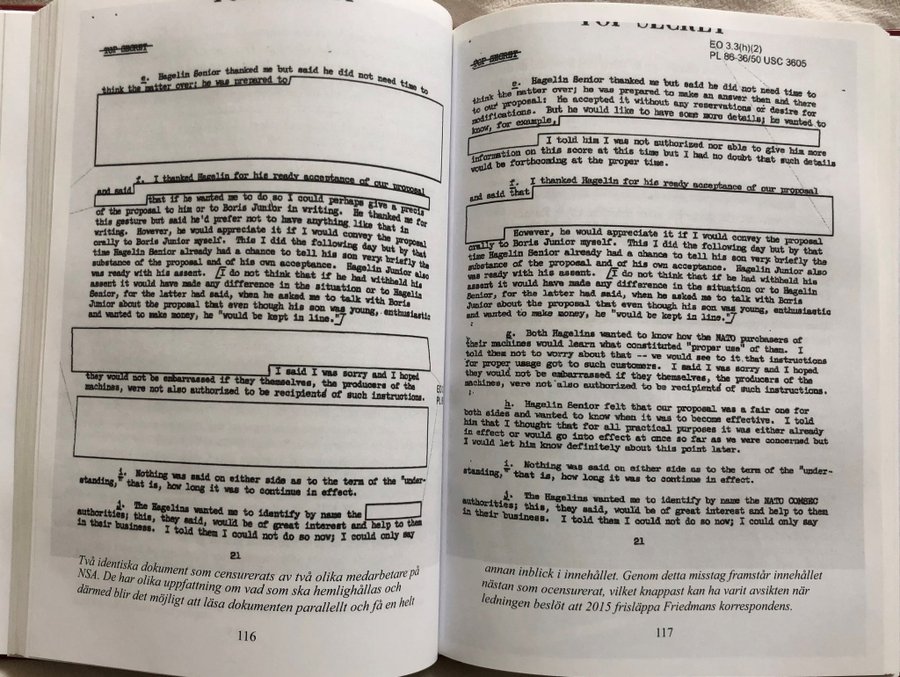 TOP SECRET
e. Hagelin Senior thanked me but said he did not need time to
think the matter over; he was prepared to
f. I thanked Hagelin for his ready acceptance of our proposal
and said
that if he wanted me to do so I could perhaps give a precis
of the proposal to him or to Boris Junior in writing. He thanked me for
this gesture but said he'd prefer not to have anything like that in
writing. However, he would appreciate it if I would convey the proposal
orally to Boris Junior myself. This I did the following day but by that
time Hagelin Senior already had a chance to tell his son very briefly the
substance of the proposal and of his own acceptance. Hagelin Junior also
was ready with his assent. [I do not think that if he had withheld his
assent it would have made any difference in the situation or to Hagelin
Senior, for the latter had said, when he asked me to talk with Boris
Junior about the proposal that even though his son was young, enthusiastic
and wanted to make money, he "would be kept in line."]
I said I was sorry and I hoped
they would not be embarrassed if they themselves, the producers of the
machines, were not also authorized to be recipients of such instructions.
i. Nothing was said on either side as to the term of the "under-
standing," that is, how long it was to continue in effect.
j. The Hagelins wanted me to identify by name the
authorities; this, they said, would be of great interest and help to them
in their business. I told them I could not do so now; I could only say
21
Två identiska dokument som censurerats av två olika medarbetare på
NSA. De har olika uppfattning om vad som ska hemlighållas och
därmed blir det möjligt att läsa dokumenten parallellt och få en helt
116
TOP SECRET
EO 3.3(h)(2)
PL 86-36/50 USC 3605
TOP SECRET
e. Hagelin Senior thanked me but said he did not need time to
think the matter over; he was prepared to make an answer then and there
to our proposal: He accepted it without any reservations or desire for
modifications. But he would like to have some more details; he wanted to
know, for example,
I told him I was not authorized nor able to give him more
information on this score at this time but I had no doubt that such details
would be forthcoming at the proper time.
f. I thanked Hagelin for his ready acceptance of our proposal
and said that
However, he would appreciate it if I would convey the proposal
orally to Boris Junior myself. This I did the following day but by that
time Hagelin Senior already had a chance to tell his son very briefly the
substance of the proposal and of his own acceptance. Hagelin Junior also
was ready with his assent. [I do not think that if he had withheld his
assent it would have made any difference in the situation or to Hagelin
Senior, for the latter had said, when he asked me to talk with Boris
Junior about the proposal that even though his son was young, enthusiastic
and wanted to make money, he "would be kept in line."]
g. Both Hagelins wanted to know how the NATO purchasers of
their machines would learn what constituted "proper use" of them. I
told them not to worry about that -- we would see to it that instructions
for proper usage got to such customers. I said I was sorry and I hoped
they would not be embarrassed if they themselves, the producers of the
machines, were not also authorized to be recipients of such instructions.
h. Hagelin Senior felt that our proposal was a fair one for
both sides and wanted to know when it was to become effective. I told
him that I thought that for all practical purposes it was either already
in effect or would go into effect at once so far as we were concerned but
I would let him know definitely about this point later.
i. Nothing was said on either side as to the term of the "under-
standing," that is, how long it was to continue in effect.
j. The Hagelins wanted me to identify by name the NATO COMSEC
authorities; this, they said, would be of great interest and help to them
in their business. I told them I could not do so now; I could only say
21
annan inblick i innehållet. Genom detta misstag framstår innehållet
nästan som ocensurerat, vilket knappast kan ha varit avsikten när
ledningen beslöt att 2015 frisläppa Friedmans korrespondens.
117